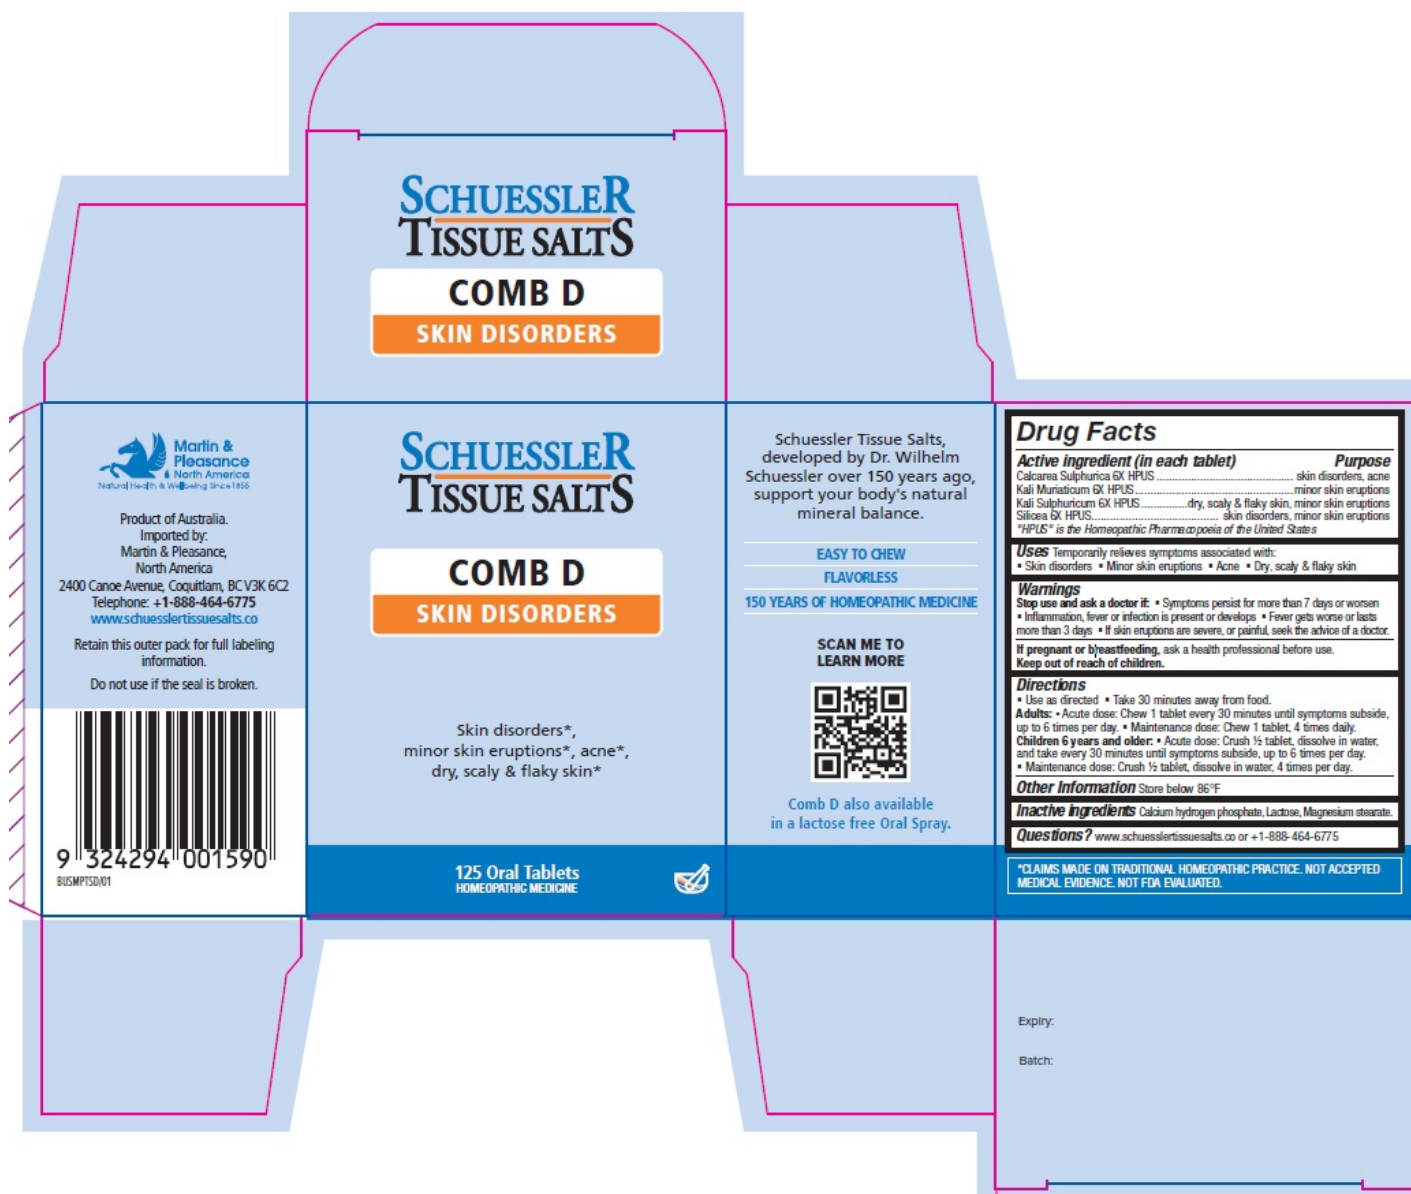 SCHUESSLER
TISSUE SALTS
COMB D
SKIN DISORDERS
Martin &
Pleasance
North America
Natural Health & Wellbeing Since 1855
Product of Australia.
Imported by:
Martin & Pleasance,
North America
2400 Canoe Avenue, Coquitlam, BC V3K 6C2
Telephone: +1-888-464-6775
www.schuesslertissuesalts.co
Retain this outer pack for full labeling
information.
Do not use if the seal is broken.
9 324294 001590
BUSMPTSD/01
SCHUESSLER
TISSUE SALTS
COMB D
SKIN DISORDERS
Skin disorders*,
minor skin eruptions*, acne*,
dry, scaly & flaky skin*
125 Oral Tablets
HOMEOPATHIC MEDICINE
Schuessler Tissue Salts,
developed by Dr. Wilhelm
Schuessler over 150 years ago,
support your body's natural
mineral balance.
EASY TO CHEW
FLAVORLESS
150 YEARS OF HOMEOPATHIC MEDICINE
SCAN ME TO
LEARN MORE
Comb D also available
in a lactose free Oral Spray.
Drug Facts
Active ingredient (in each tablet) Purpose
Calcarea Sulphurica 6X HPUS ........ skin disorders, acne
Kali Muriaticum 6X HPUS ........ minor skin eruptions
Kali Sulphuricum 6X HPUS ........ dry, scaly & flaky skin, minor skin eruptions
Silicea 6X HPUS ........ skin disorders, minor skin eruptions
"HPUS" is the Homeopathic Pharmacopoeia of the United States
Uses Temporarily relieves symptoms associated with:
▪ Skin disorders ▪ Minor skin eruptions ▪ Acne ▪ Dry, scaly & flaky skin
Warnings
Stop use and ask a doctor if: ▪ Symptoms persist for more than 7 days or worsen
▪ Inflammation, fever or infection is present or develops ▪ Fever gets worse or lasts
more than 3 days ▪ If skin eruptions are severe, or painful, seek the advice of a doctor.
If pregnant or breastfeeding, ask a health professional before use.
Keep out of reach of children.
Directions
▪ Use as directed ▪ Take 30 minutes away from food.
Adults: ▪ Acute dose: Chew 1 tablet every 30 minutes until symptoms subside,
up to 6 times per day. ▪ Maintenance dose: Chew 1 tablet, 4 times daily.
Children 6 years and older: ▪ Acute dose: Crush ½ tablet, dissolve in water,
and take every 30 minutes until symptoms subside, up to 6 times per day.
▪ Maintenance dose: Crush ½ tablet, dissolve in water, 4 times per day.
Other Information Store below 86°F
Inactive ingredients Calcium hydrogen phosphate, Lactose, Magnesium stearate.
Questions? www.schuesslertissuesalts.co or +1-888-464-6775
*CLAIMS MADE ON TRADITIONAL HOMEOPATHIC PRACTICE. NOT ACCEPTED
MEDICAL EVIDENCE. NOT FDA EVALUATED.
Expiry:
Batch: